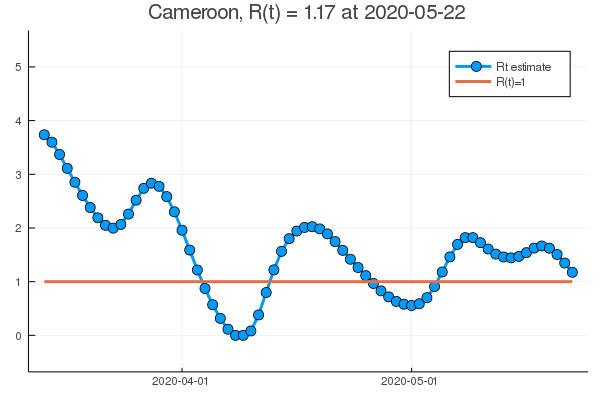 Cameroon, R(t) = 1.17 at 2020-05-22
5
4
3
2
1
0
Rt estimate
R(t)=1
2020-04-01
2020-05-01